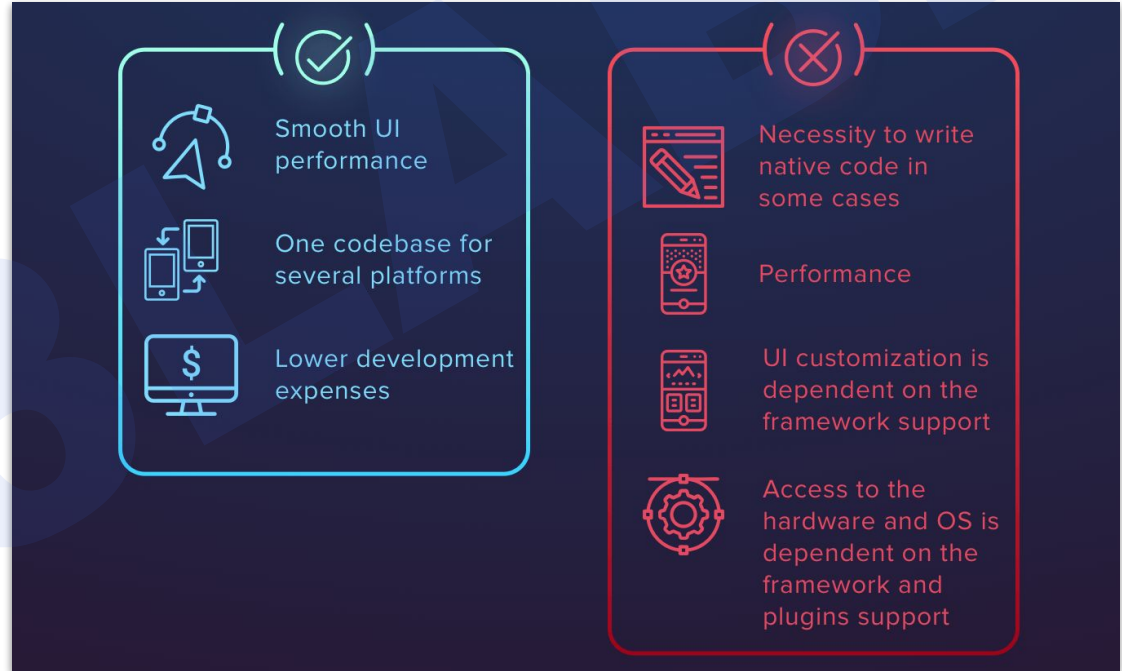 Smooth UI
performance
One codebase for
several platforms
$
Lower development
expenses
Necessity to write
native code in
some cases
Performance
UI customization is
dependent on the
framework support
Access to the
hardware and OS is
dependent on the
framework and
plugins support